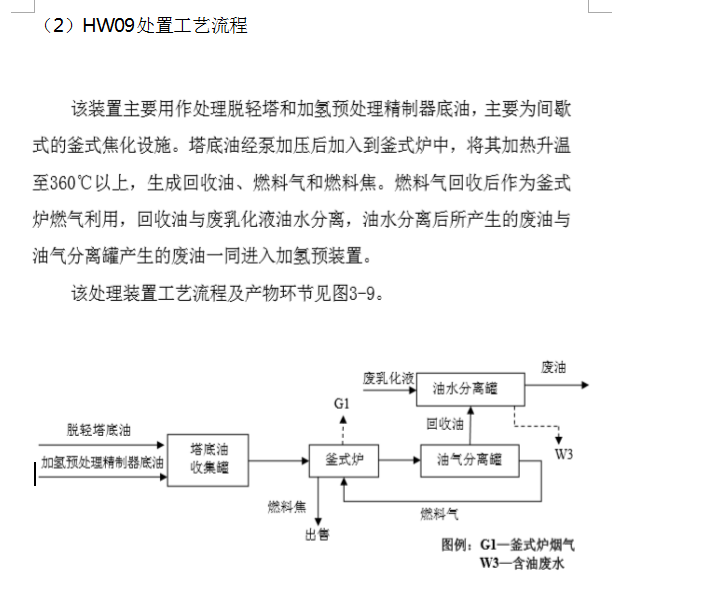 （2）HW09处置工艺流程
该装置主要用作处理脱轻塔和加氢预处理精制器底油，主要为间歇
式的釜式焦化设施。塔底油经泵加压后加入到釜式炉中，将其加热升温
至360℃以上，生成回收油、燃料气和燃料焦。燃料气回收后作为釜式
炉燃气利用，回收油与废乳化液油水分离，油水分离后所产生的废油与
油气分离罐产生的废油一同进入加氢预装置。
该处理装置工艺流程及产物环节见图3-9。
废乳化液
油水分离罐
废油
G1
回收油
脱轻塔底油
加氢预处理精制器底油
塔底油
收集罐
釜式炉
油气分离罐
W3
燃料焦
出售
燃料气
图例：G1—釜式炉烟气
W3—含油废水